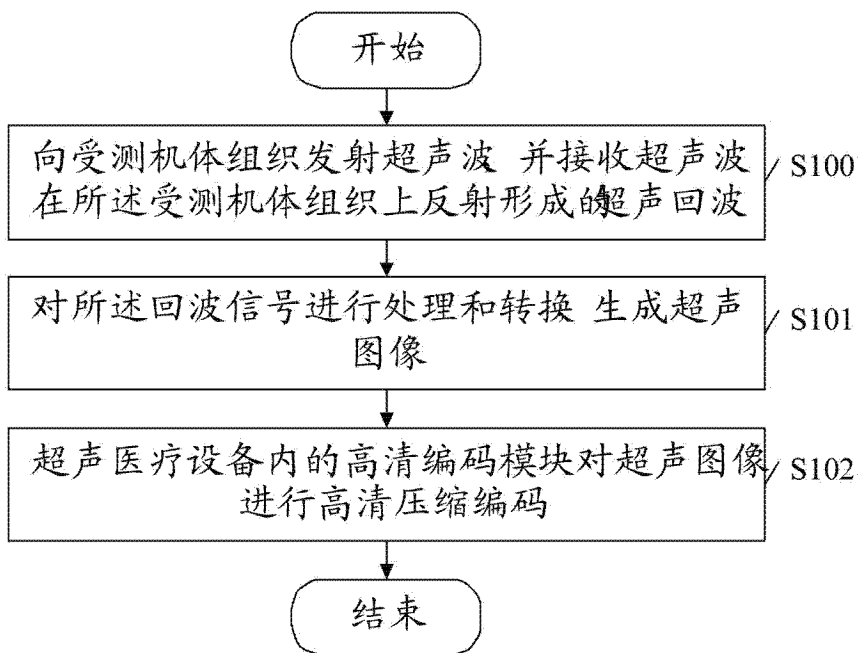 开始
向受测机体组织发射超声波 并接收超声波
S100
在所述受测机体组织上反射形成的超声回波
对所述回波信号进行处理和转换 生成超声
S101
图像
超声医疗设备内的高清编码模块对超声图像
S102
进行高清压缩编码
结束